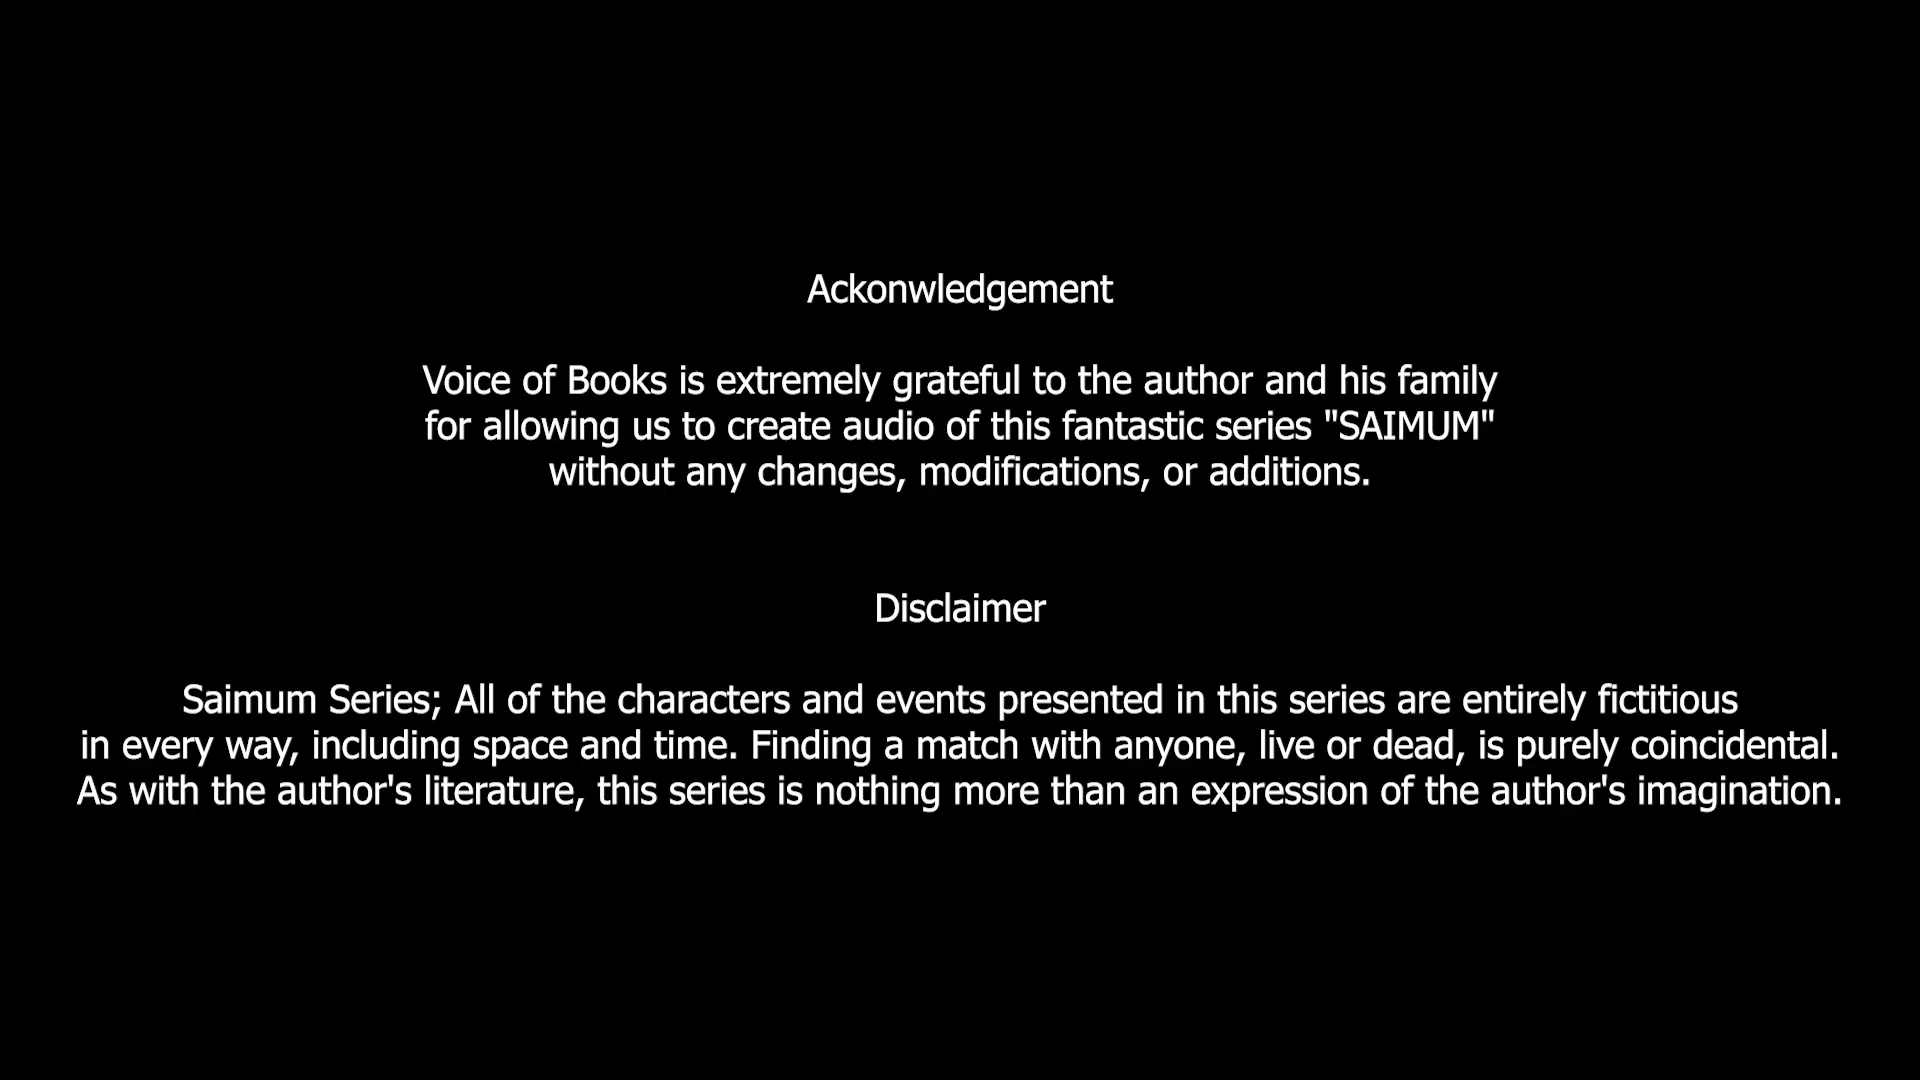 Ackonwledgement
Voice of Books is extremely grateful to the author and his family
for allowing us to create audio of this fantastic series "SAIMUM"
without any changes, modifications, or additions.
Disclaimer
Saimum Series; All of the characters and events presented in this series are entirely fictitious
in every way, including space and time. Finding a match with anyone, live or dead, is purely coincidental.
As with the author's literature, this series is nothing more than an expression of the author's imagination.